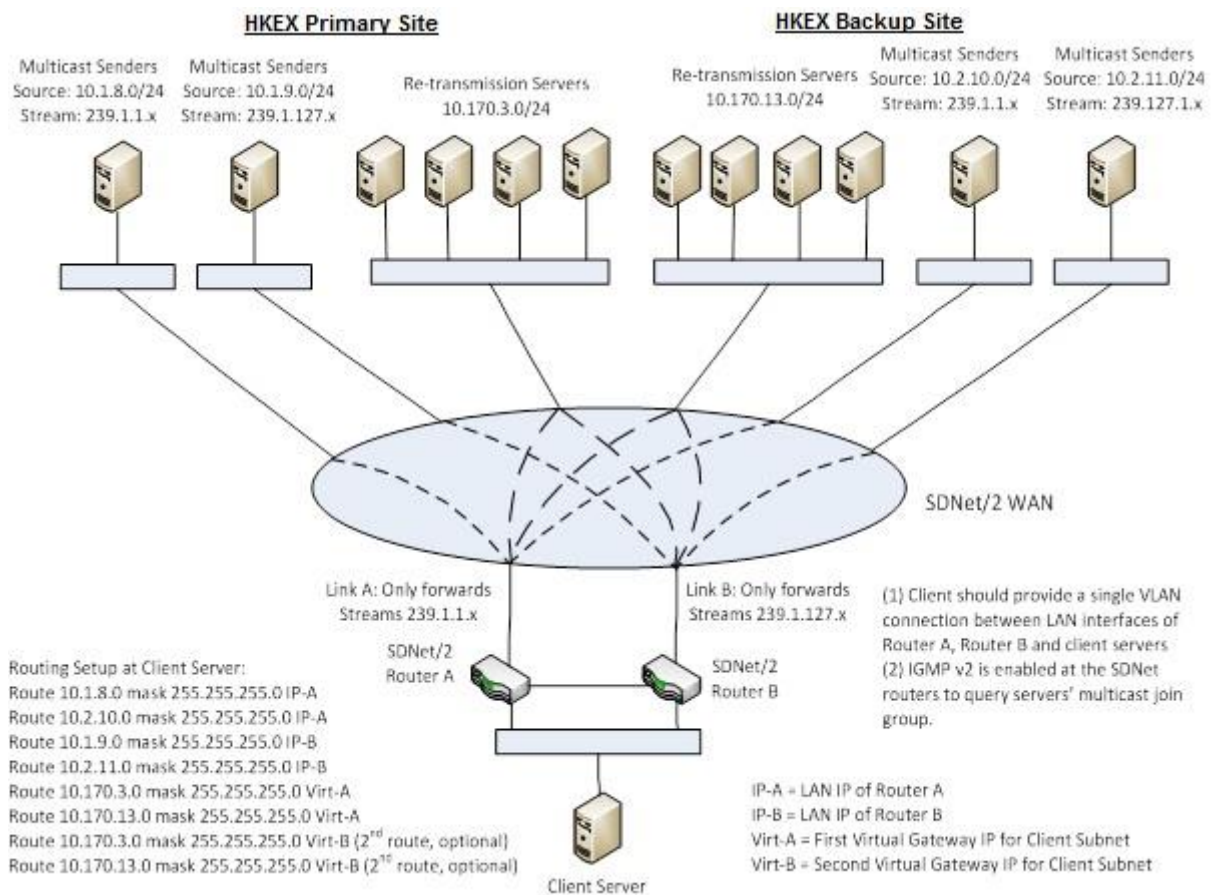 HKEX Primary Site
HKEX Backup Site
Multicast Senders
Source: 10.1.8.0/24
Stream: 239.1.1.x
Multicast Senders
Source: 10.1.9.0/24
Stream: 239.1.127.x
Re-transmission Servers
10.170.3.0/24
Re-transmission Servers
10.170.13.0/24
Multicast Senders
Source: 10.2.10.0/24
Stream: 239.1.1.x
Multicast Senders
Source: 10.2.11.0/24
Stream: 239.127.1.x
SDNet/2 WAN
Link A: Only forwards
Streams 239.1.1.x
Link B: Only forwards
Streams 239.1.127.x
(1) Client should provide a single VLAN
connection between LAN interfaces of
Router A, Router B and client servers
(2) IGMP v2 is enabled at the SDNet
routers to query servers' multicast join
group.
SDNet/2
Router A
SDNet/2
Router B
Routing Setup at Client Server:
Route 10.1.8.0 mask 255.255.255.0 IP-A
Route 10.2.10.0 mask 255.255.255.0 IP-A
Route 10.1.9.0 mask 255.255.255.0 IP-B
Route 10.2.11.0 mask 255.255.255.0 IP-B
Route 10.170.3.0 mask 255.255.255.0 Virt-A
Route 10.170.13.0 mask 255.255.255.0 Virt-A
Route 10.170.3.0 mask 255.255.255.0 Virt-B (2nd route, optional)
Route 10.170.13.0 mask 255.255.255.0 Virt-B (2nd route, optional)
IP-A = LAN IP of Router A
IP-B = LAN IP of Router B
Virt-A = First Virtual Gateway IP for Client Subnet
Virt-B = Second Virtual Gateway IP for Client Subnet
Client Server